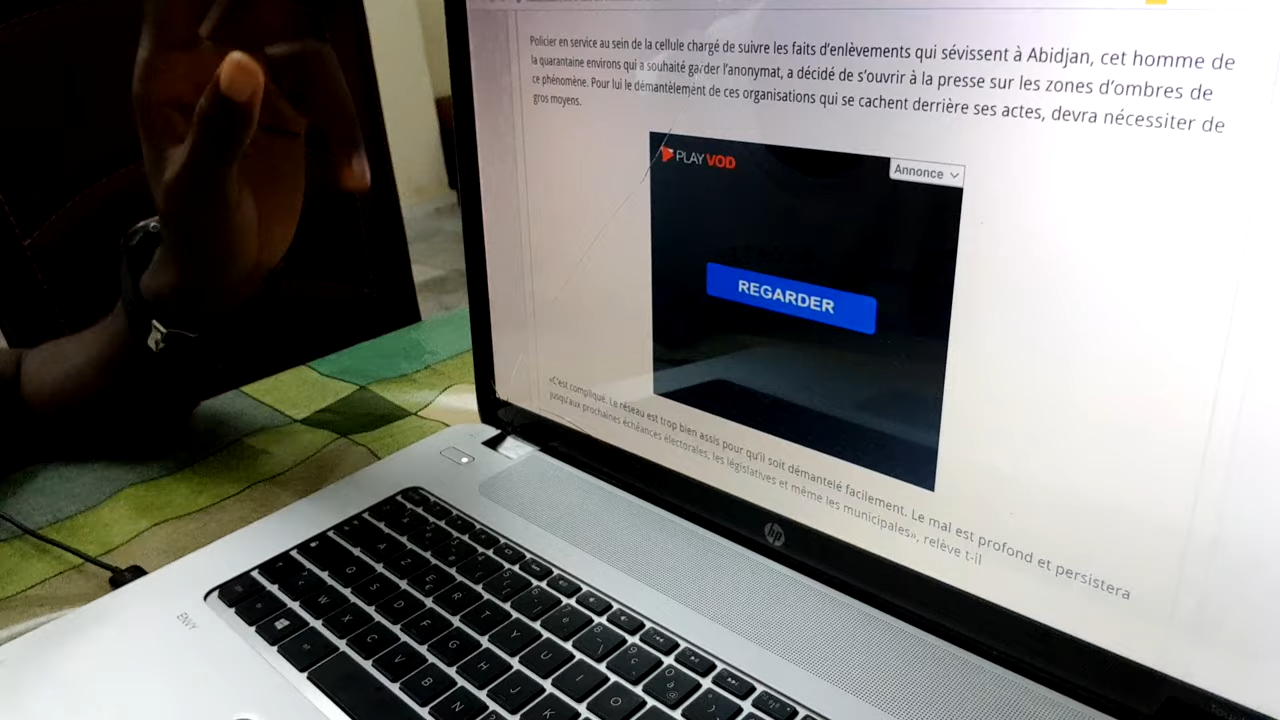 Policier en service au sein de la cellule chargé de suivre les faits d'enlèvements qui sévissent à Abidjan, cet homme de
la quarantaine environs qui a souhaité garder l'anonymat, a décidé de s'ouvrir à la presse sur les zones d'ombres de
ce phénomène. Pour lui le démantèlement de ces organisations qui se cachent derrière ses actes, devra nécessiter de
gros moyens.
PLAY VOD
Annonce
REGARDER
«C'est compliqué. Le réseau est trop bien assis pour qu'il soit démantelé facilement. Le mal est profond et persistera
jusqu'aux prochaines échéances électorales, les législatives et même les municipales», relève t-il
hp
ENVY
A Z E R T Y U I O
Q S D F G H J K
W X C V B N